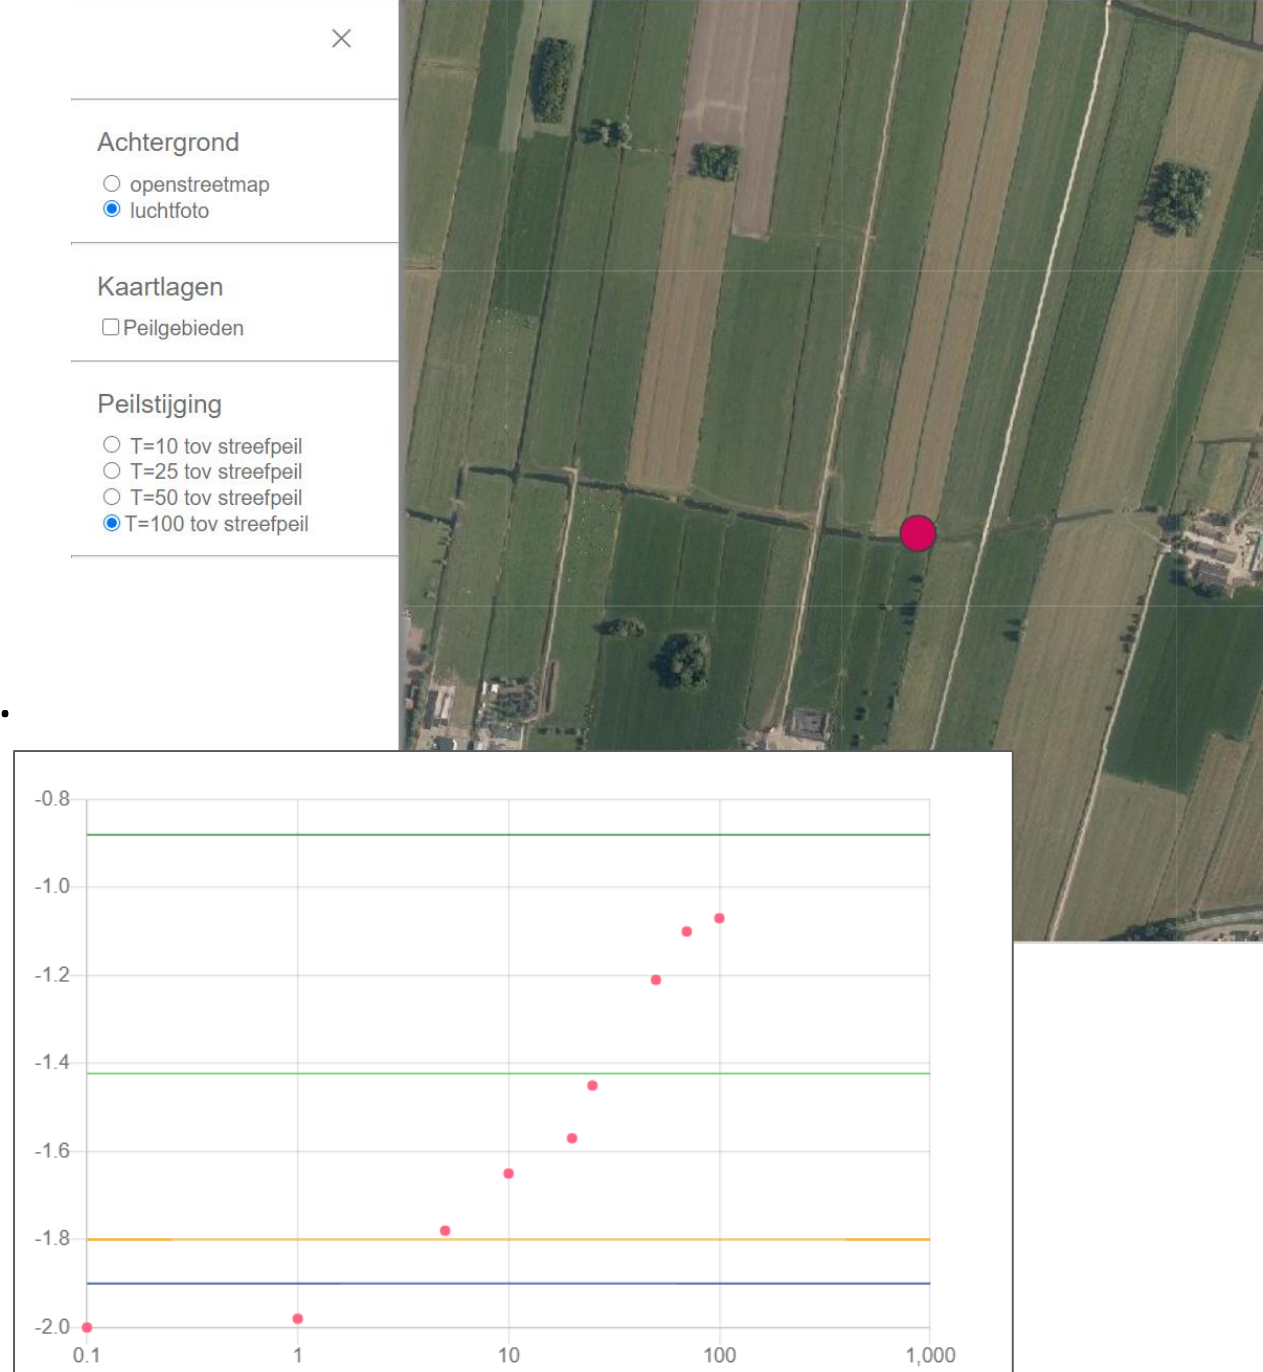 Achtergrond
openstreetmap
luchtfoto
Kaartlagen
Peilgebieden
Peilstijging
T=10 tov streefpeil
T=25 tov streefpeil
T=50 tov streefpeil
T=100 tov streefpeil
-0.8
-1.0
-1.2
-1.4
-1.6
-1.8
-2.0
0.1 1 10 100 1,000